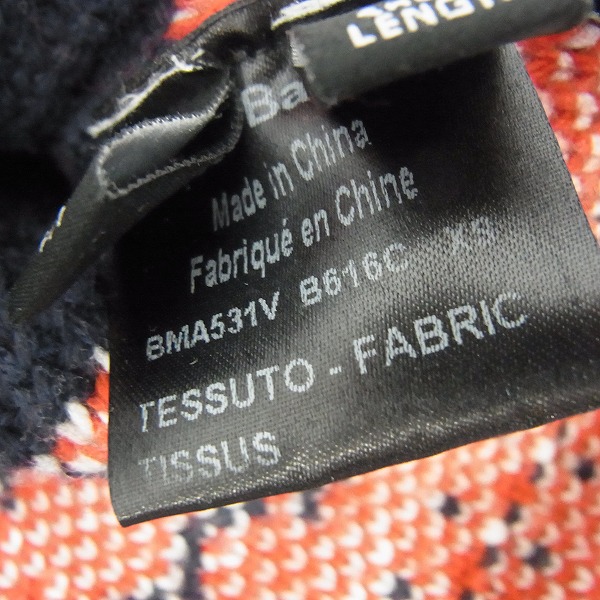 LENGTH
Ba
Made in China
Fabriqué en Chine
BMA531V B616C XS
TESSUTO - FABRIC
TISSUS